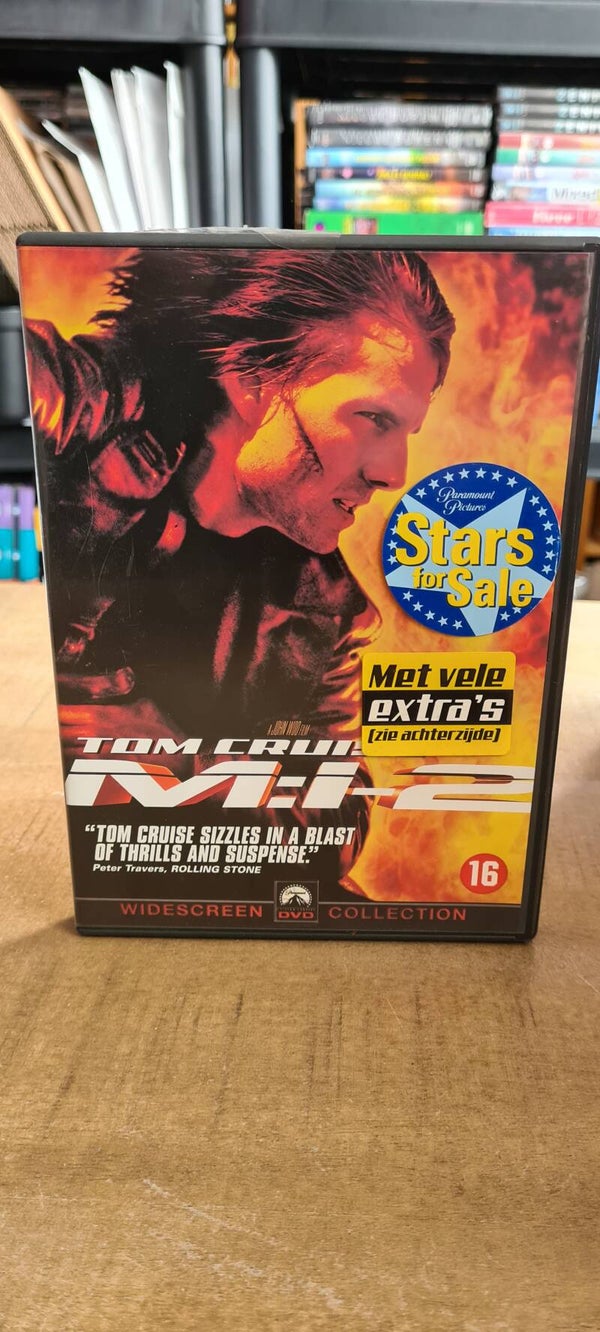 Paramount
Pictures
Stars
for Sale
Met vele
extra's
(zie achterzijde)
A JOHN WOO FILM
TOM CRUI
M:I-2
“TOM CRUISE SIZZLES IN A BLAST
OF THRILLS AND SUSPENSE.”
Peter Travers, ROLLING STONE
16
WIDESCREEN DVD COLLECTION